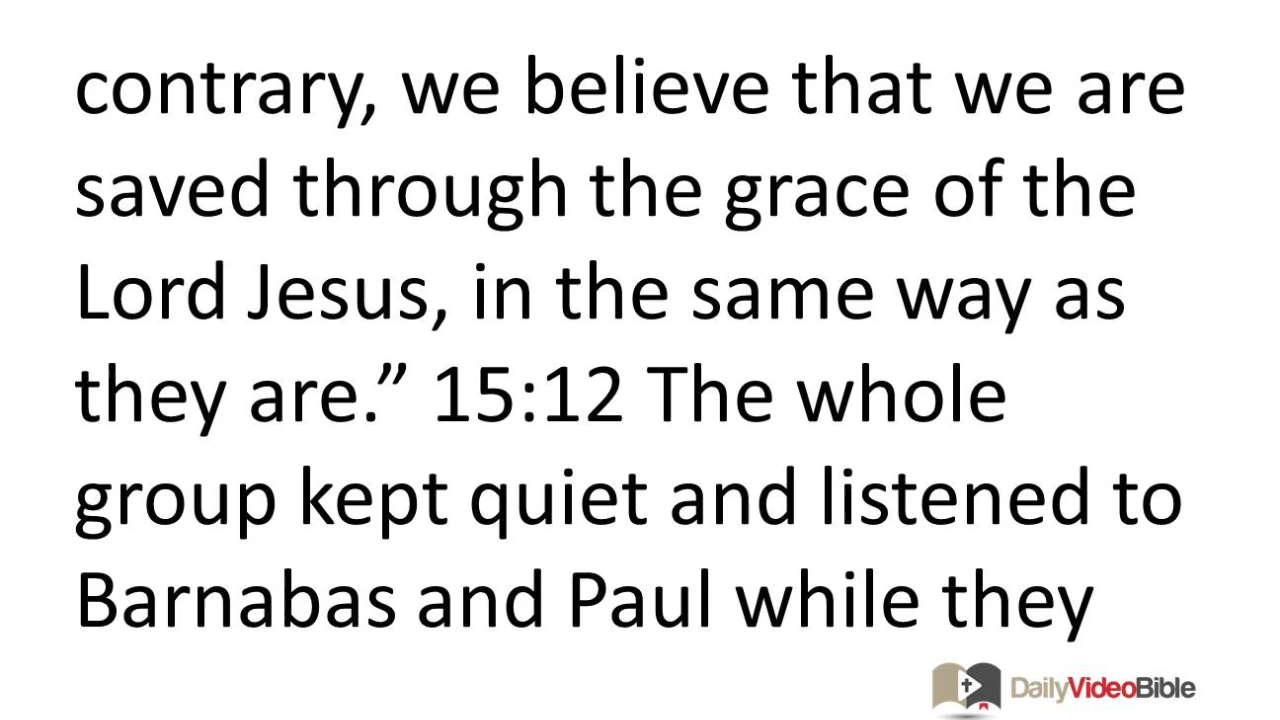 contrary, we believe that we are
saved through the grace of the
Lord Jesus, in the same way as
they are.” 15:12 The whole
group kept quiet and listened to
Barnabas and Paul while they
DailyVideoBible